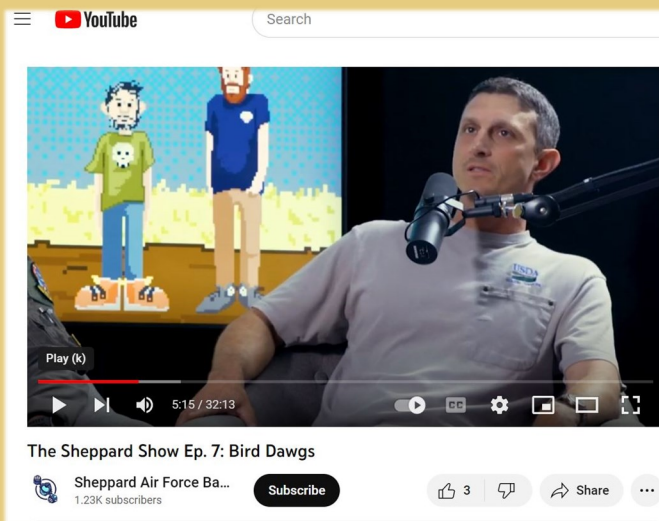 YouTube
Search
USDA
Play (k)
5:15 / 32:13
CC
The Sheppard Show Ep. 7: Bird Dawgs
Sheppard Air Force Ba...
1.23K subscribers
Subscribe
3
Share